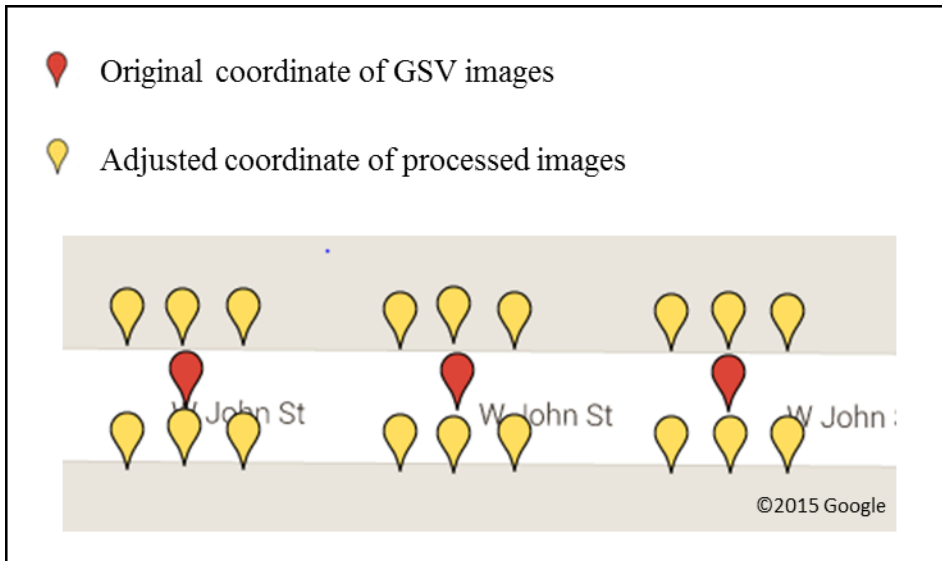 Original coordinate of GSV images
Adjusted coordinate of processed images
W John St
W John St
W John
©2015 Google